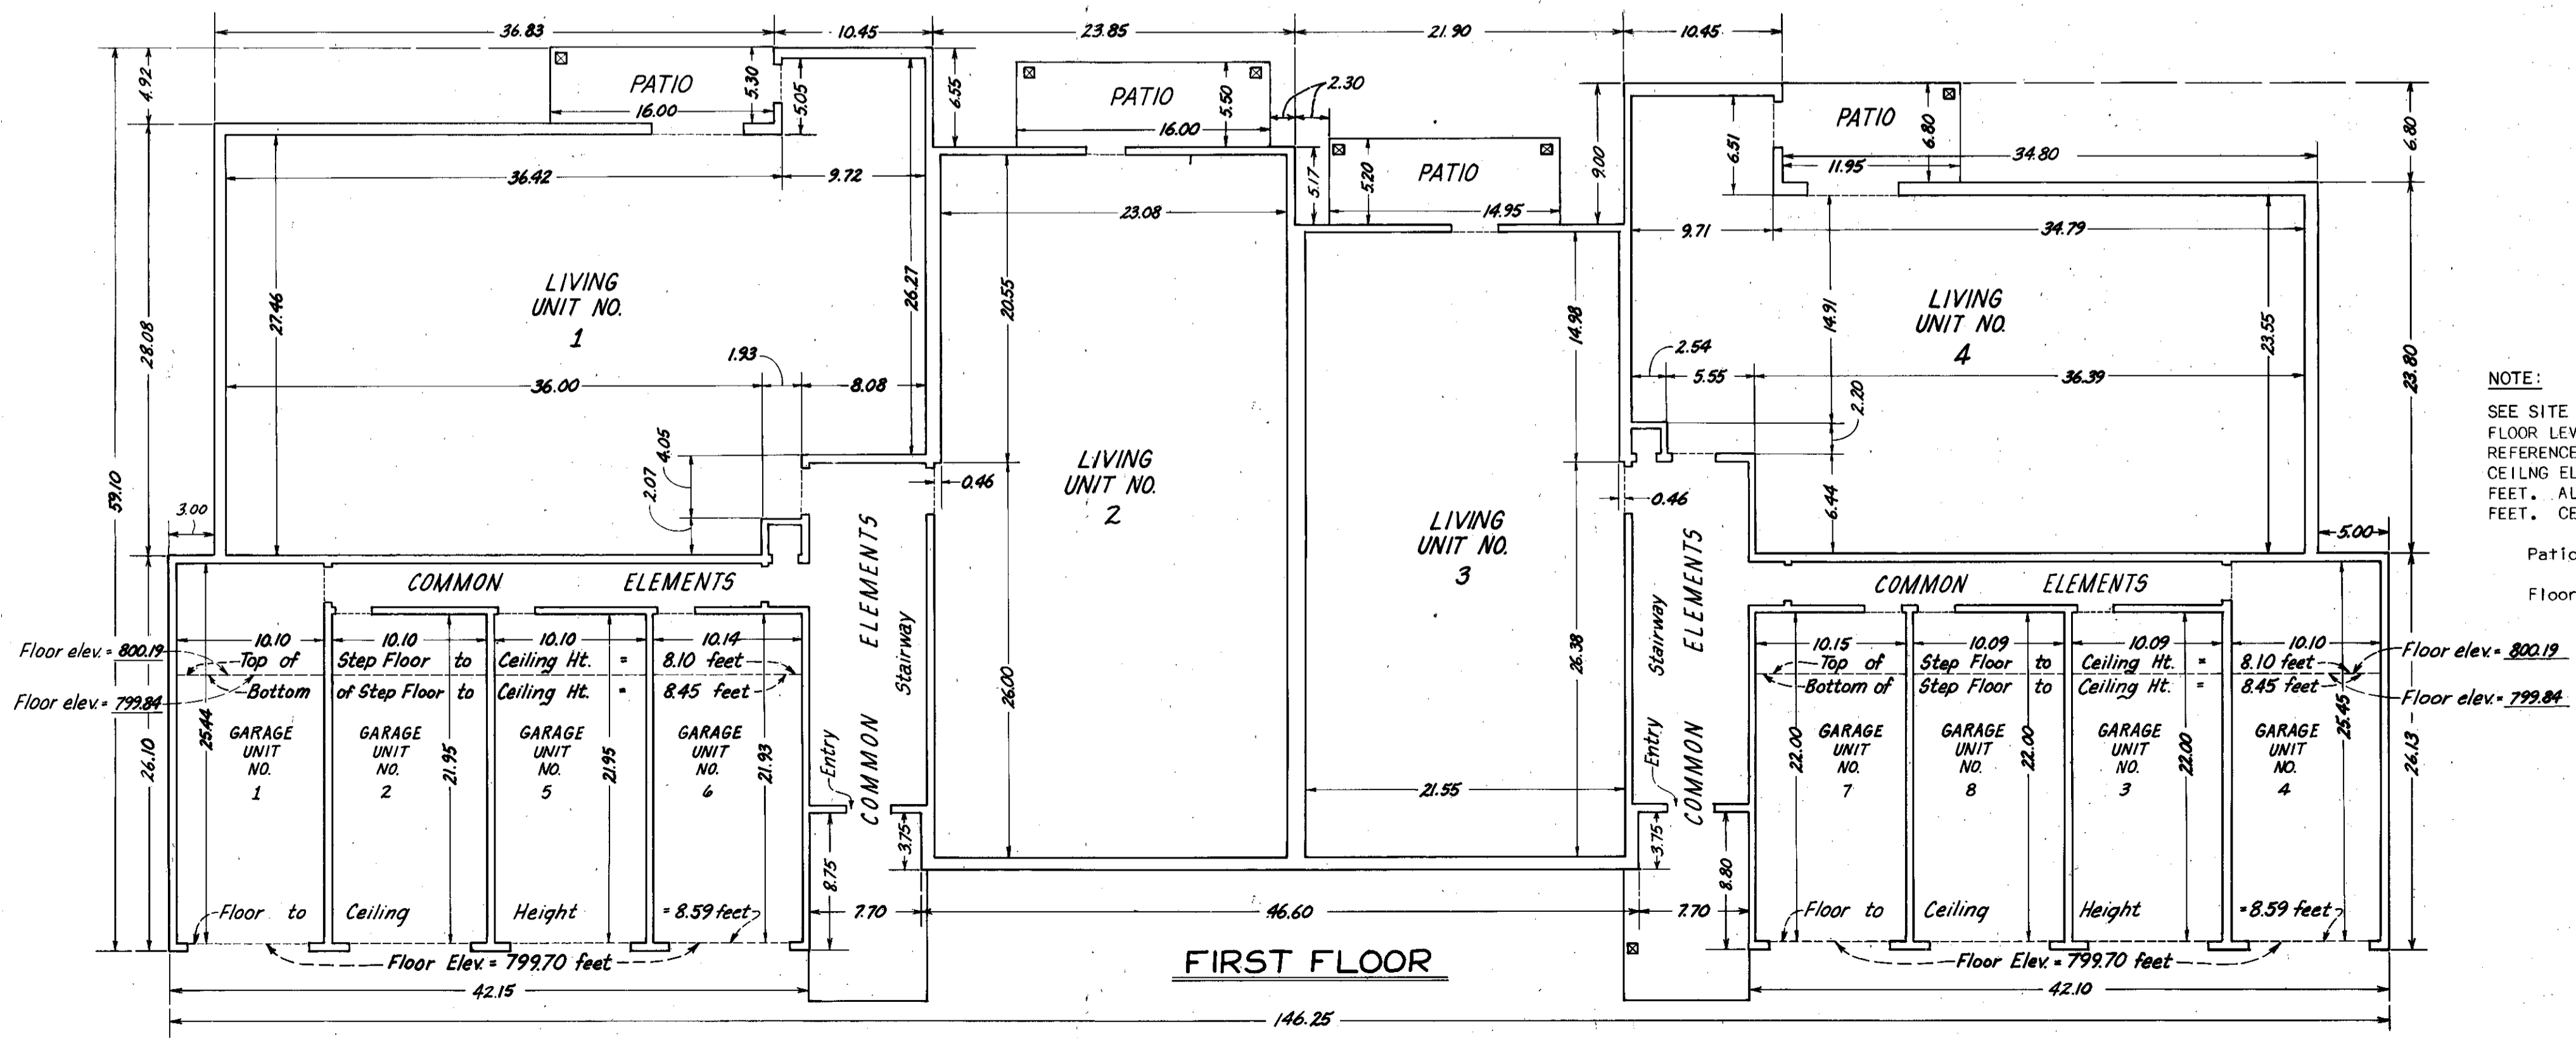 36.83 10.45 23.85 21.90 10.45
4.92
PATIO
16.00
5.30
5.05
6.55
PATIO
16.00
5.50
2.30
5.17
5.20
PATIO
14.95
9.00
6.51
PATIO
11.95
6.80
34.80
6.80
36.42 9.72
23.08
9.71 34.79
59.10
28.08
27.46
LIVING
UNIT NO.
1
26.27
20.55
14.98
14.91
LIVING
UNIT NO.
4
23.55
23.80
1.93
36.00 8.08
2.54
5.55 36.39
2.20
4.05
2.07
0.46
LIVING
UNIT NO.
2
LIVING
UNIT NO.
3
0.46
6.44
3.00
5.00
NOTE:
SEE SITE
FLOOR LEV
REFERENCE
CEILNG EL
FEET. AL
FEET. CE
Patio
Floor
COMMON ELEMENTS
COMMON ELEMENTS
COMMON ELEMENTS
Stairway
Entry
COMMON ELEMENTS
Stairway
Entry
10.10 10.10 10.10 10.14
Floor elev. = 800.19
Top of Step Floor to Ceiling Ht. = 8.10 feet
Bottom of Step Floor to Ceiling Ht. = 8.45 feet
Floor elev. = 799.84
26.10
25.44
GARAGE
UNIT
NO.
1
GARAGE
UNIT
NO.
2
21.95
GARAGE
UNIT
NO.
5
21.95
GARAGE
UNIT
NO.
6
21.93
26.00
26.38
21.55
10.15 10.09 10.09 10.10
Top of Step Floor to Ceiling Ht. = 8.10 feet
Bottom of Step Floor to Ceiling Ht. = 8.45 feet
Floor elev. = 800.19
Floor elev. = 799.84
22.00
GARAGE
UNIT
NO.
7
GARAGE
UNIT
NO.
8
22.00
GARAGE
UNIT
NO.
3
22.00
GARAGE
UNIT
NO.
4
25.45
26.13
8.75
3.75
3.75
8.80
Floor to Ceiling Height = 8.59 feet
7.70 46.60 7.70
Floor to Ceiling Height = 8.59 feet
Floor Elev. = 799.70 feet
FIRST FLOOR
Floor Elev. = 799.70 feet
42.15
42.10
146.25